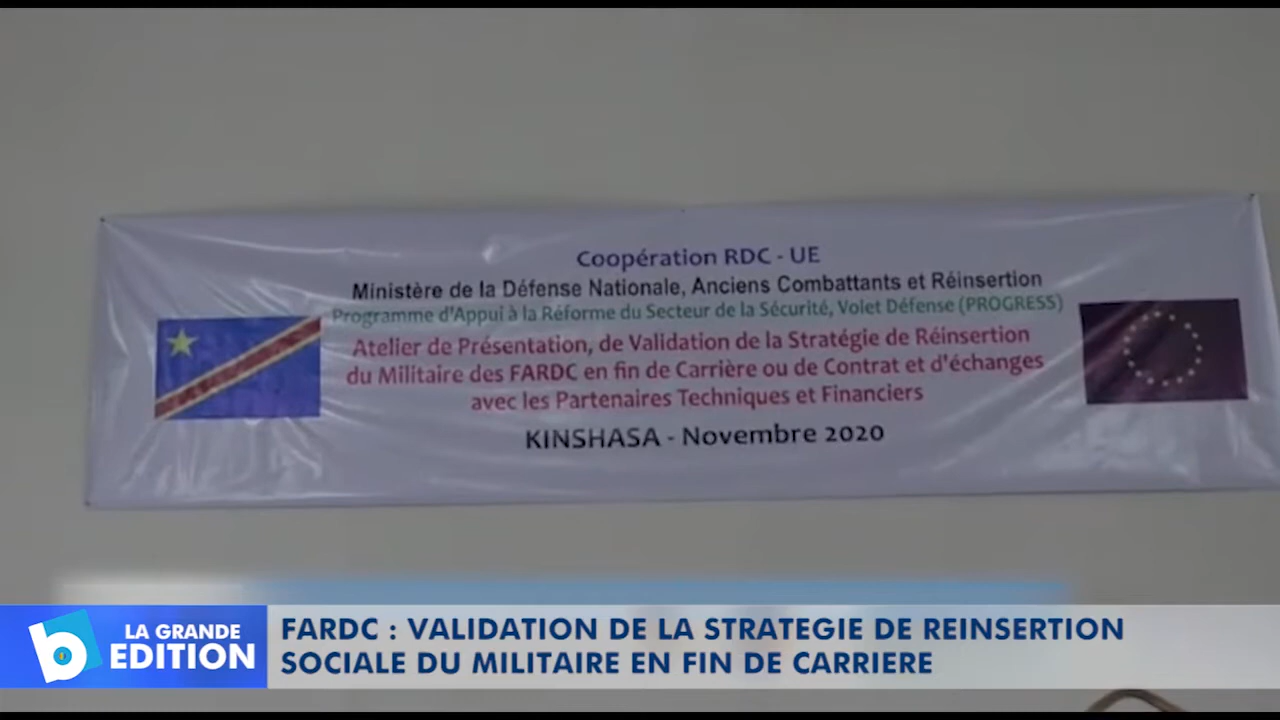 Coopération RDC - UE
Ministère de la Défense Nationale, Anciens Combattants et Réinsertion
Programme d'Appui à la Réforme du Secteur de la Sécurité, Volet Défense (PROGRESS)
Atelier de Présentation, de Validation de la Stratégie de Réinsertion
du Militaire des FARDC en fin de Carrière ou de Contrat et d'échanges
avec les Partenaires Techniques et Financiers
KINSHASA - Novembre 2020
b LA GRANDE
EDITION
FARDC : VALIDATION DE LA STRATEGIE DE REINSERTION
SOCIALE DU MILITAIRE EN FIN DE CARRIERE